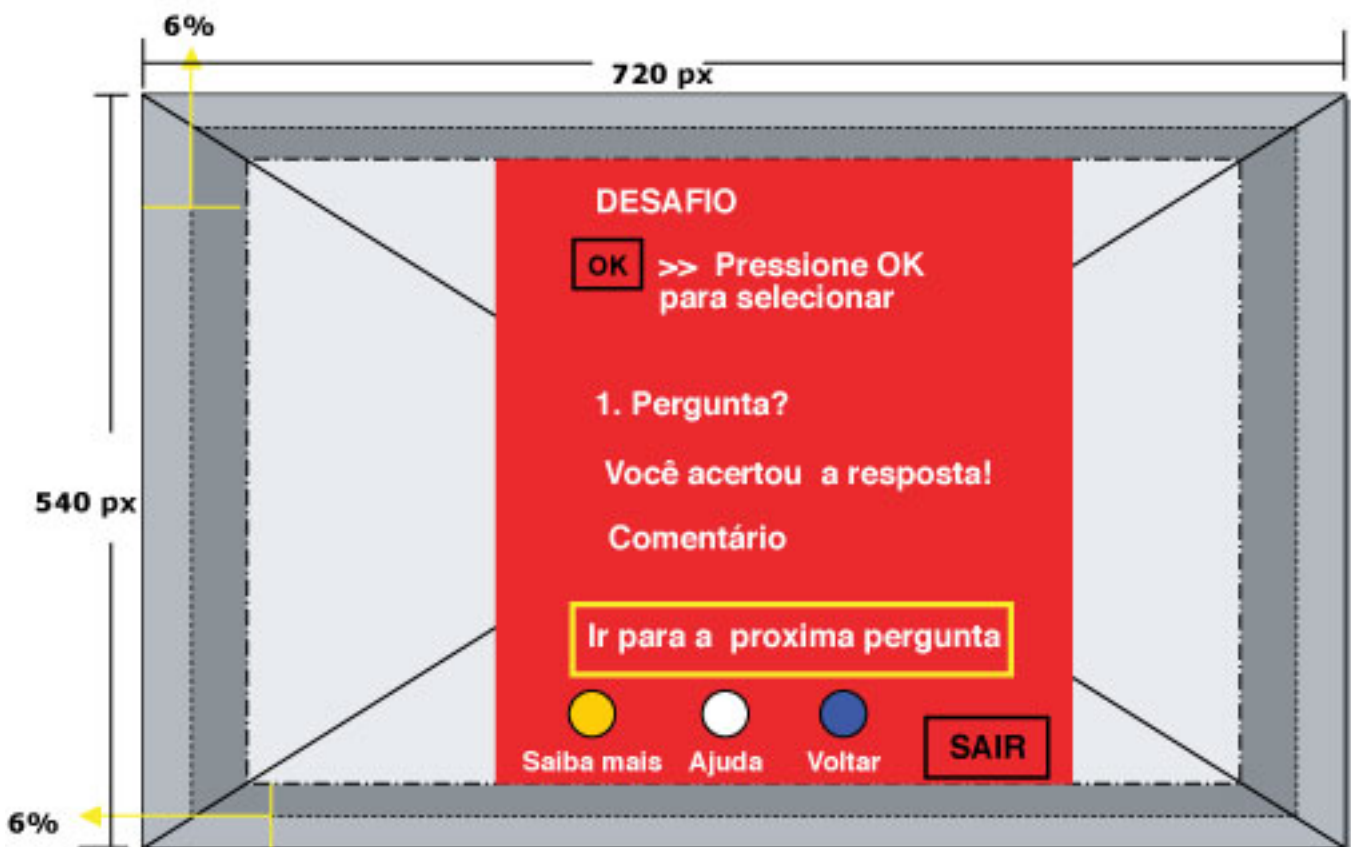 6%
720 px
DESAFIO
OK >> Pressione OK
para selecionar
1. Pergunta?
Você acertou a resposta!
540 px
Comentário
Ir para a proxima pergunta
Saiba mais Ajuda Voltar
SAIR
6%